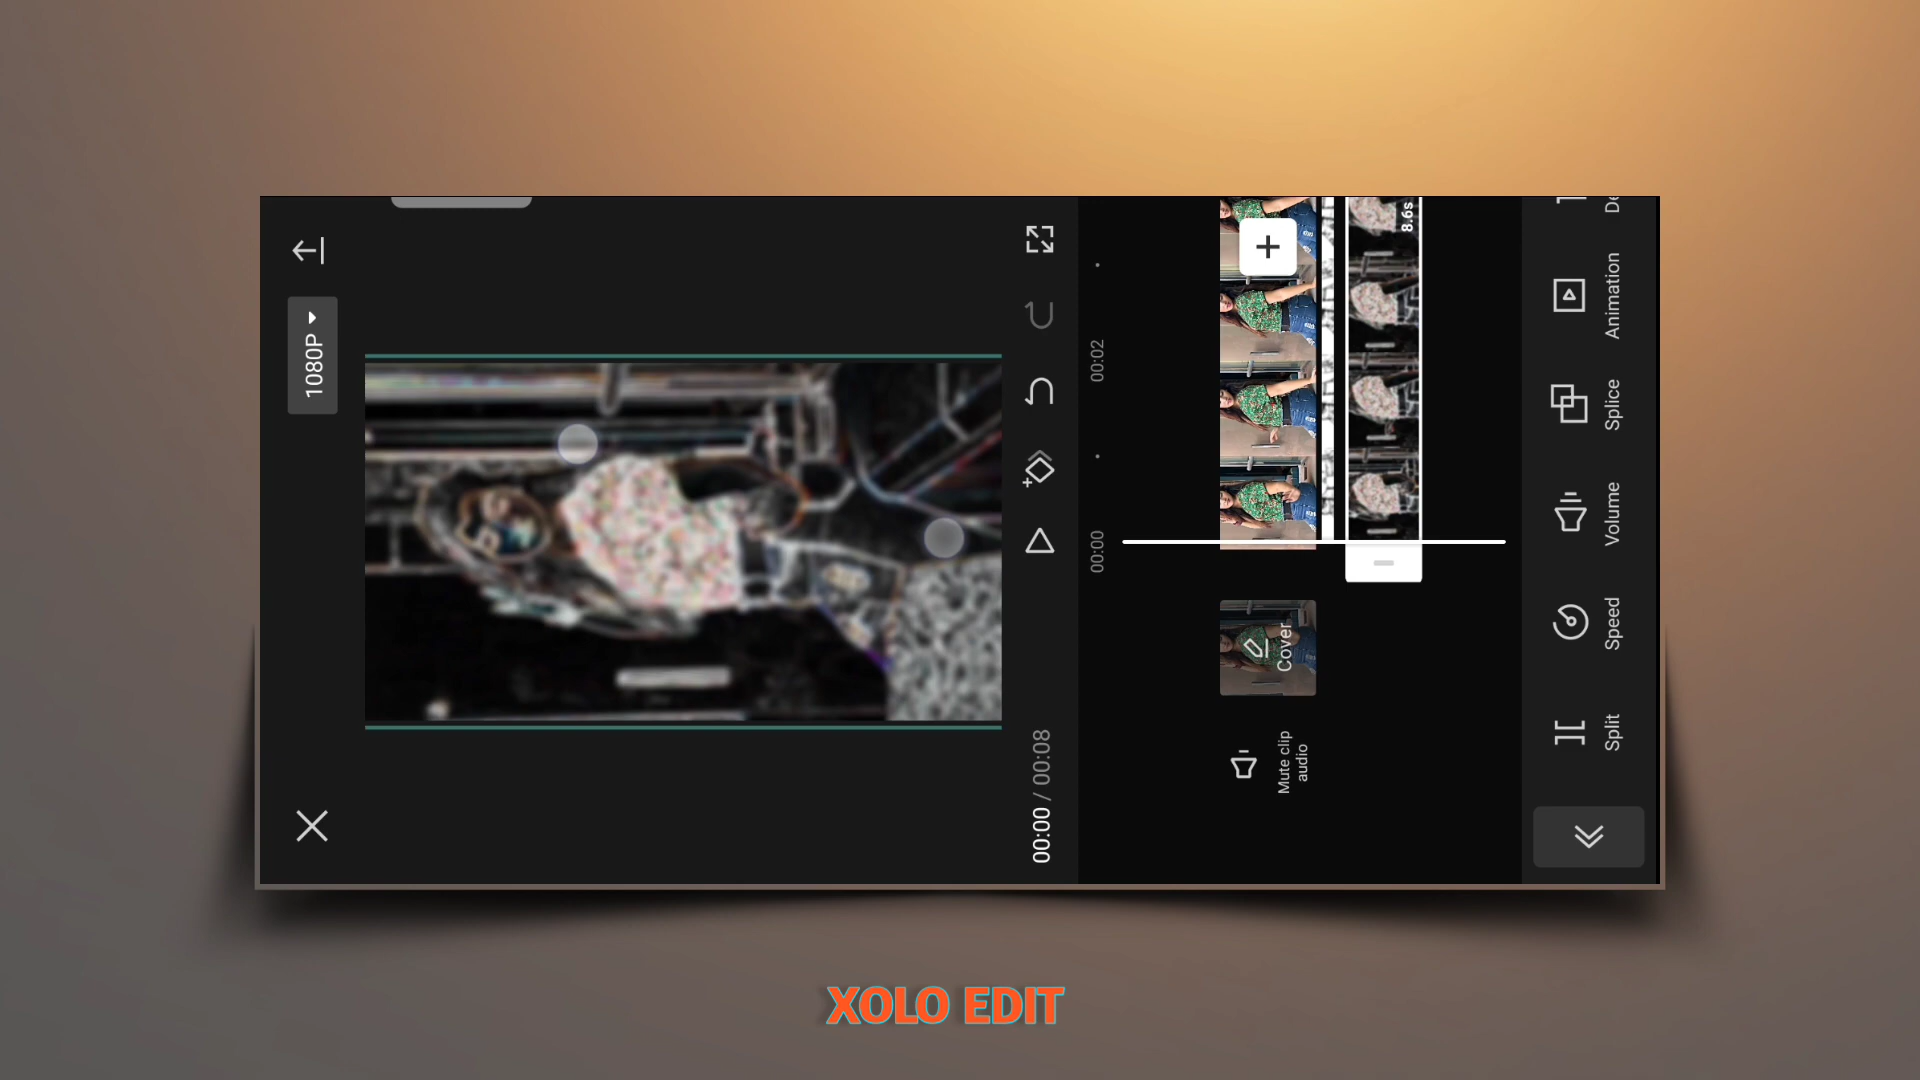 1080P
00:00 / 00:08
00:00
00:02
8.6s
Cover
Mute clip
audio
Split
Speed
Volume
Splice
Animation
De
XOLO EDIT